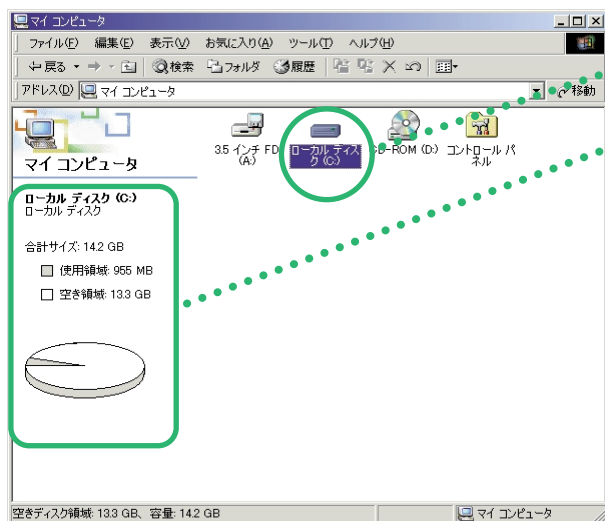 マイ コンピュータ
ファイル(F) 編集(E) 表示(V) お気に入り(A) ツール(T) ヘルプ(H)
戻る 検索 フォルダ 履歴
アドレス(D) マイ コンピュータ 移動
マイ コンピュータ
3.5 インチ FD (A:)
ローカル ディスク (C:)
CD-ROM (D:)
コントロール パネル
ローカル ディスク (C:)
ローカル ディスク
合計サイズ: 14.2 GB
使用領域: 955 MB
空き領域: 13.3 GB
空きディスク領域: 13.3 GB、容量: 14.2 GB マイ コンピュータ